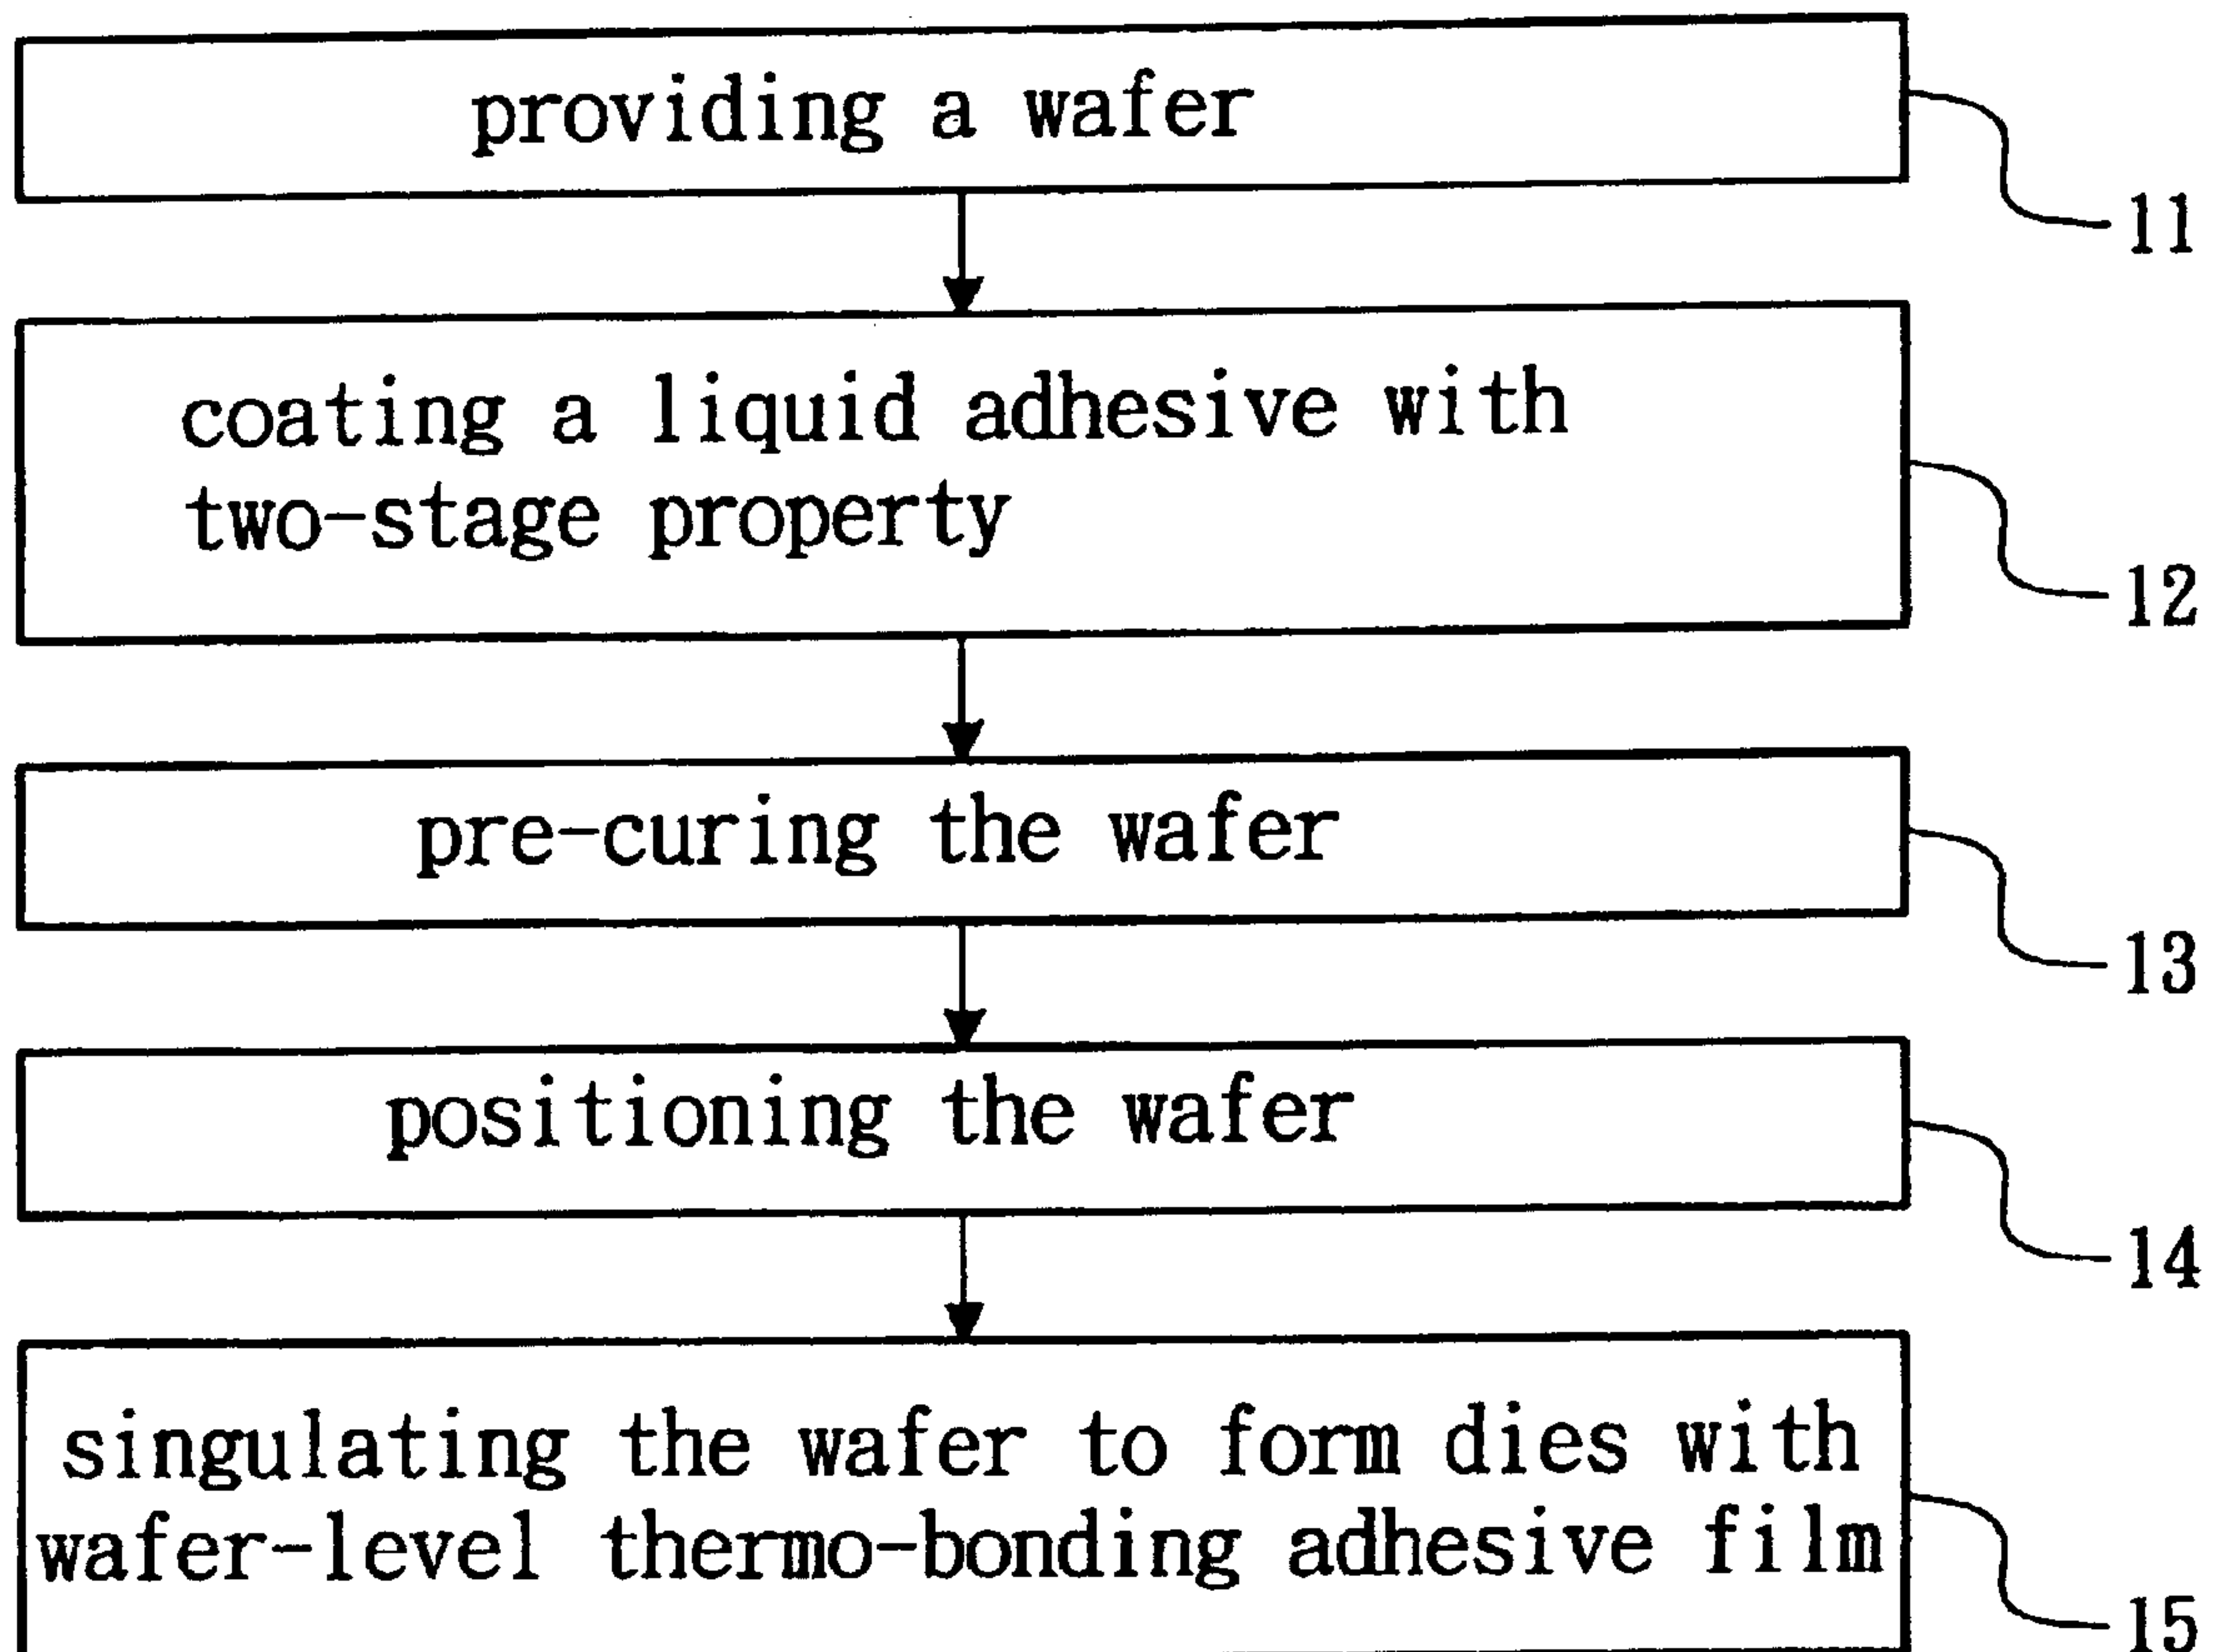 providing a wafer
11
coating a liquid adhesive with
two-stage property
12
pre-curing the wafer
13
positioning the wafer
14
singulating the wafer to form dies with
wafer-level thermo-bonding adhesive film
15